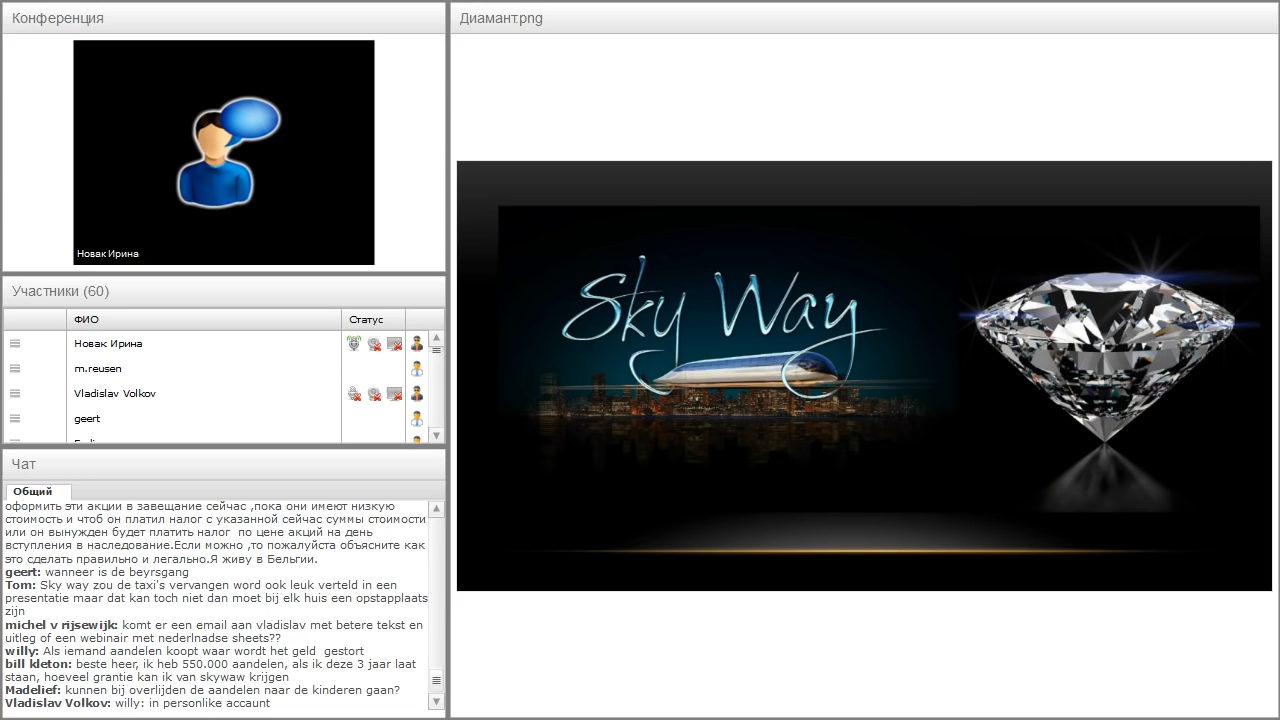 Конференция
Новак Ирина
Участники (60)
ФИО Статус
Новак Ирина
m.reusen
Vladislav Volkov
geert
Чат
Общий
оформить эти акции в завещание сейчас ,пока они имеют низкую
стоимость и чтоб он платил налог с указанной сейчас суммы стоимости
или он вынужден будет платить налог по цене акций на день
вступления в наследование.Если можно ,то пожалуйста объясните как
это сделать правильно и легально.Я живу в Бельгии.
geert: wanneer is de beyrsgang
Tom: Sky way zou de taxi's vervangen word ook leuk verteld in een
presentatie maar dat kan toch niet dan moet bij elk huis een opstapplaats
zijn
michel v rijsewijk: komt er een email aan vladislav met betere tekst en
uitleg of een webinair met nederlnadse sheets??
willy: Als iemand aandelen koopt waar wordt het geld gestort
bill kleton: beste heer, ik heb 550.000 aandelen, als ik deze 3 jaar laat
staan, hoeveel grantie kan ik van skywaw krijgen
Madelief: kunnen bij overlijden de aandelen naar de kinderen gaan?
Vladislav Volkov: willy: in personlike accaunt
Диамант.png
Sky Way